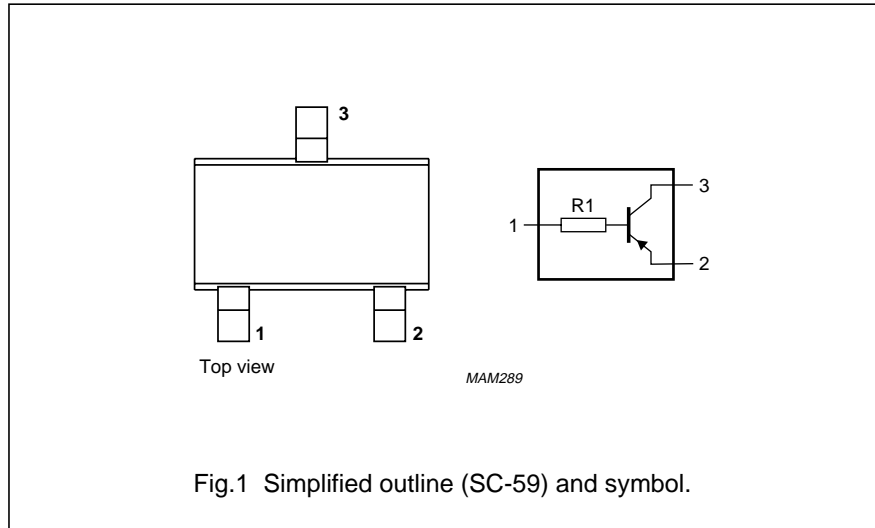 3
1
2
Top view
R1
1
3
2
MAM289
Fig.1 Simplified outline (SC-59) and symbol.